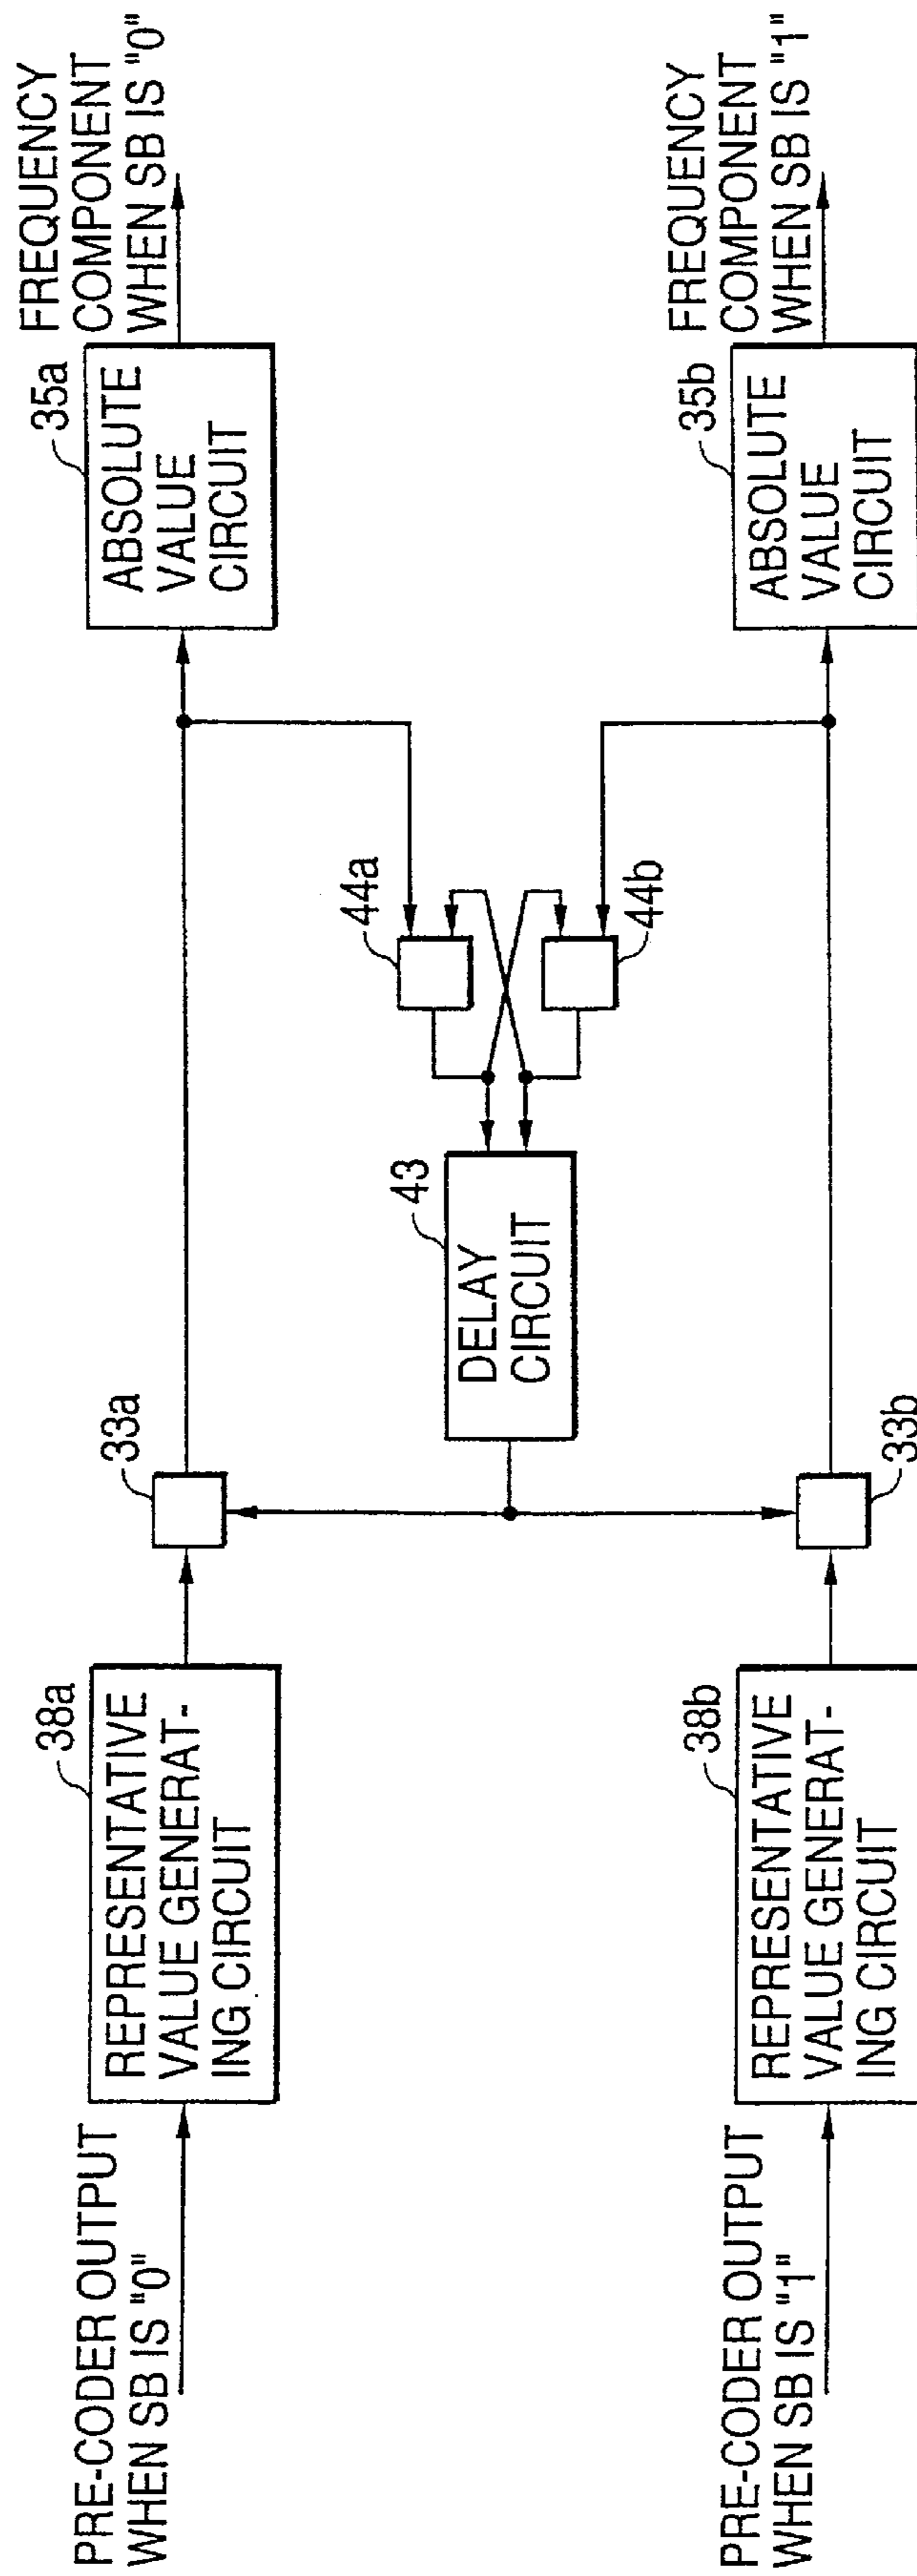 PRE-CODER OUTPUT
WHEN SB IS "0"
38a
REPRESENTATIVE
VALUE GENERAT-
ING CIRCUIT
33a
35a
ABSOLUTE
VALUE
CIRCUIT
FREQUENCY
COMPONENT
WHEN SB IS "0"
43
DELAY
CIRCUIT
44a
44b
PRE-CODER OUTPUT
WHEN SB IS "1"
38b
REPRESENTATIVE
VALUE GENERAT-
ING CIRCUIT
33b
35b
ABSOLUTE
VALUE
CIRCUIT
FREQUENCY
COMPONENT
WHEN SB IS "1"